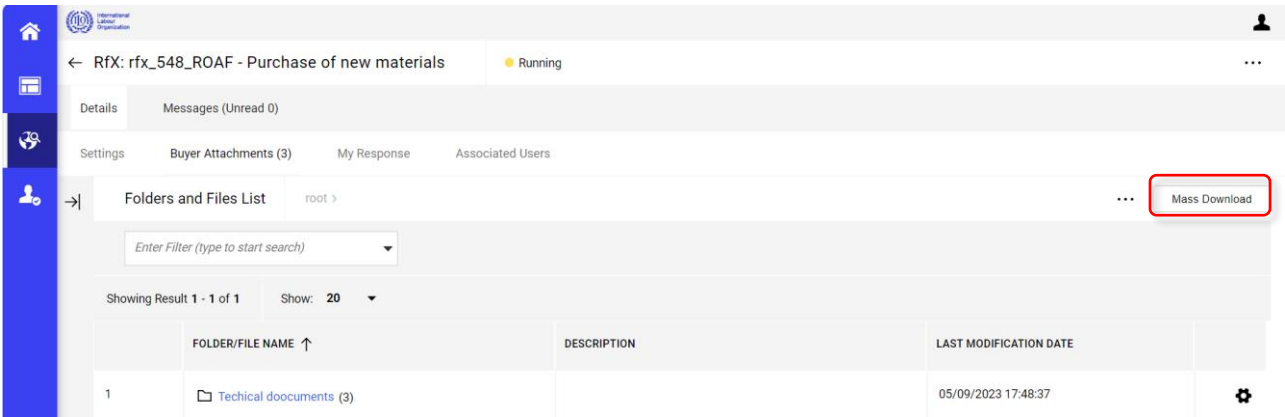 International
Labour
Organization
RfX: rfx_548_ROAF - Purchase of new materials
Running
...
Details
Messages (Unread 0)
Settings
Buyer Attachments (3)
My Response
Associated Users
Folders and Files List
root >
...
Mass Download
Enter Filter (type to start search)
Showing Result 1 - 1 of 1
Show: 20
FOLDER/FILE NAME
DESCRIPTION
LAST MODIFICATION DATE
1
Techical doocuments (3)
05/09/2023 17:48:37